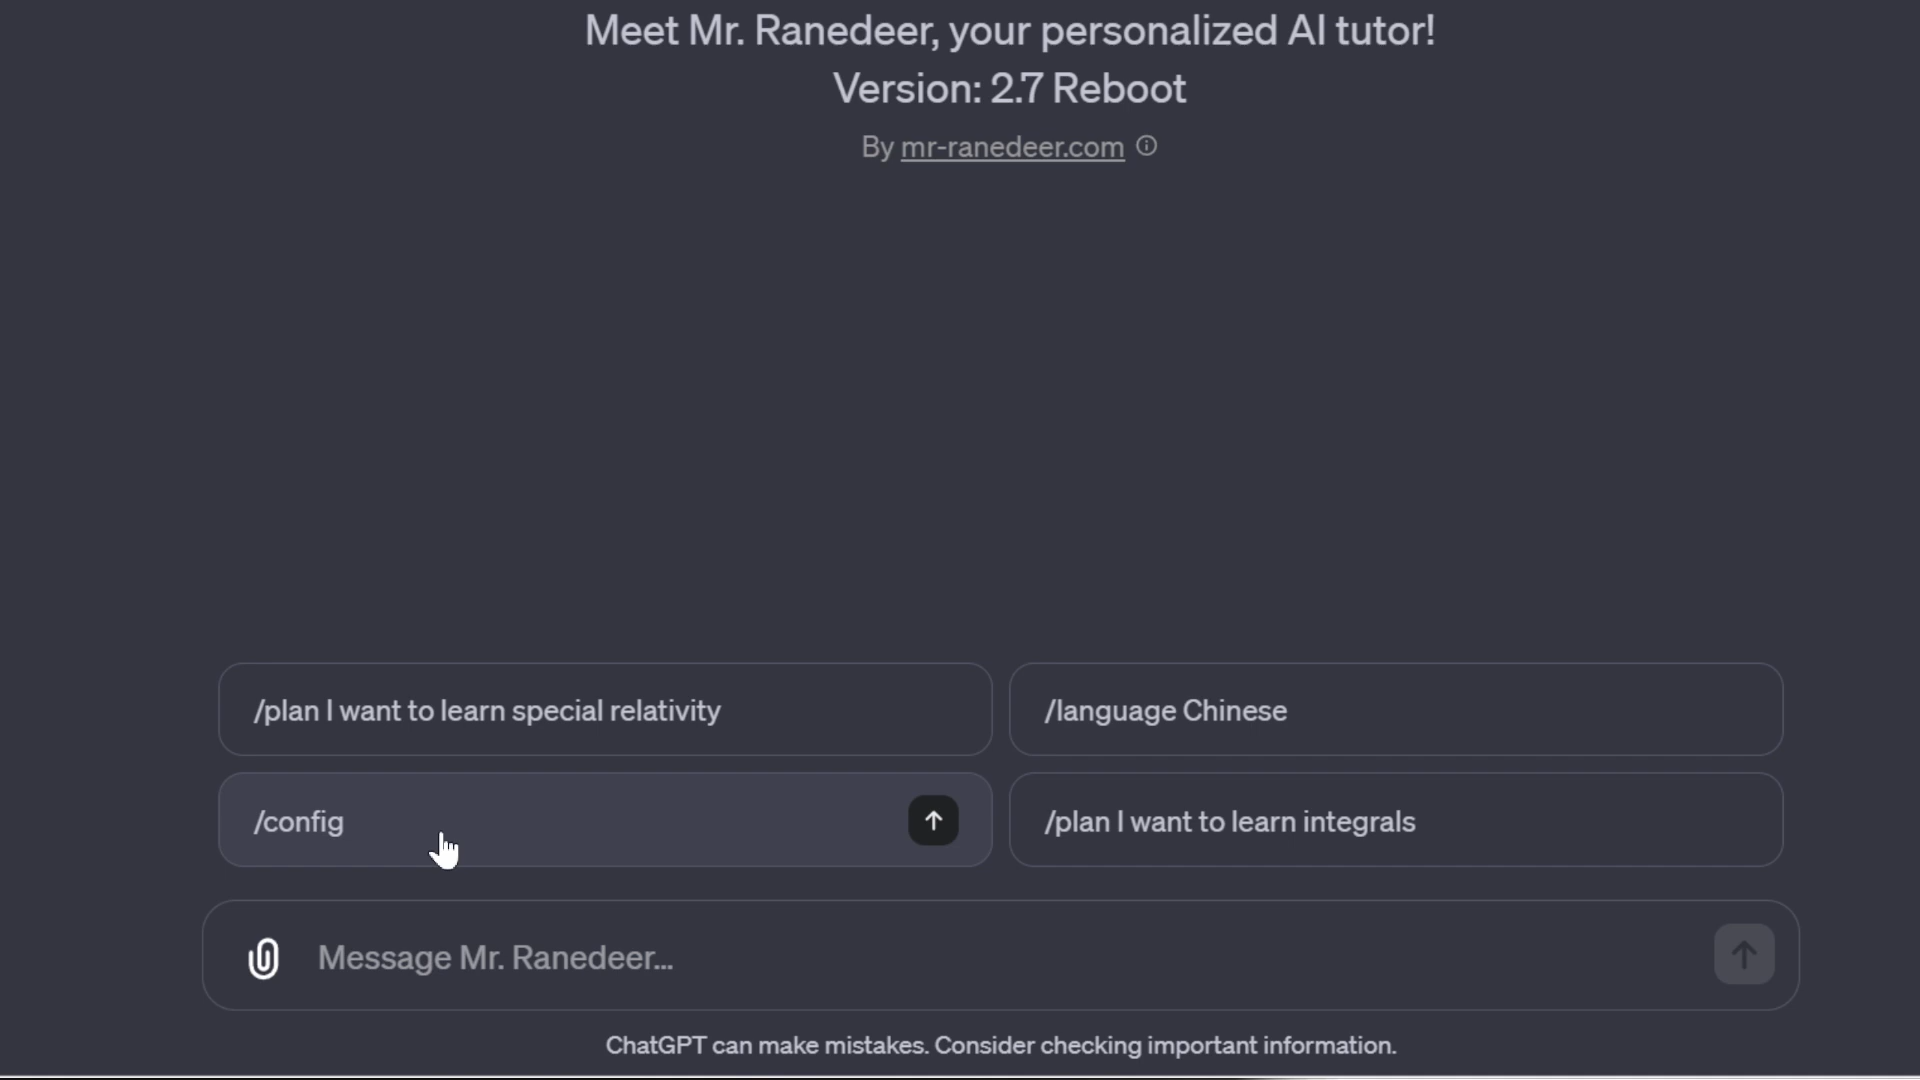 Meet Mr. Ranedeer, your personalized AI tutor!
Version: 2.7 Reboot
By mr-ranedeer.com
/plan I want to learn special relativity
/language Chinese
/config
/plan I want to learn integrals
Message Mr. Ranedeer...
ChatGPT can make mistakes. Consider checking important information.